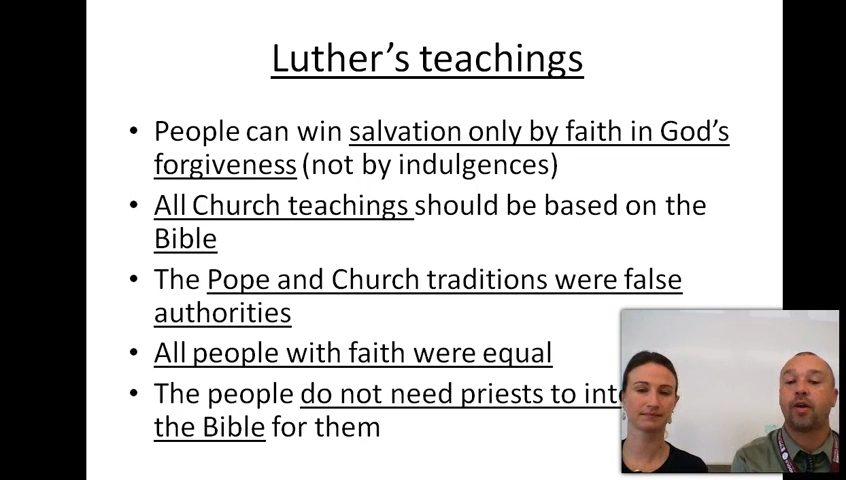 Luther's teachings
• People can win salvation only by faith in God's
forgiveness (not by indulgences)
• All Church teachings should be based on the
Bible
• The Pope and Church traditions were false
authorities
• All people with faith were equal
• The people do not need priests to
the Bible for them